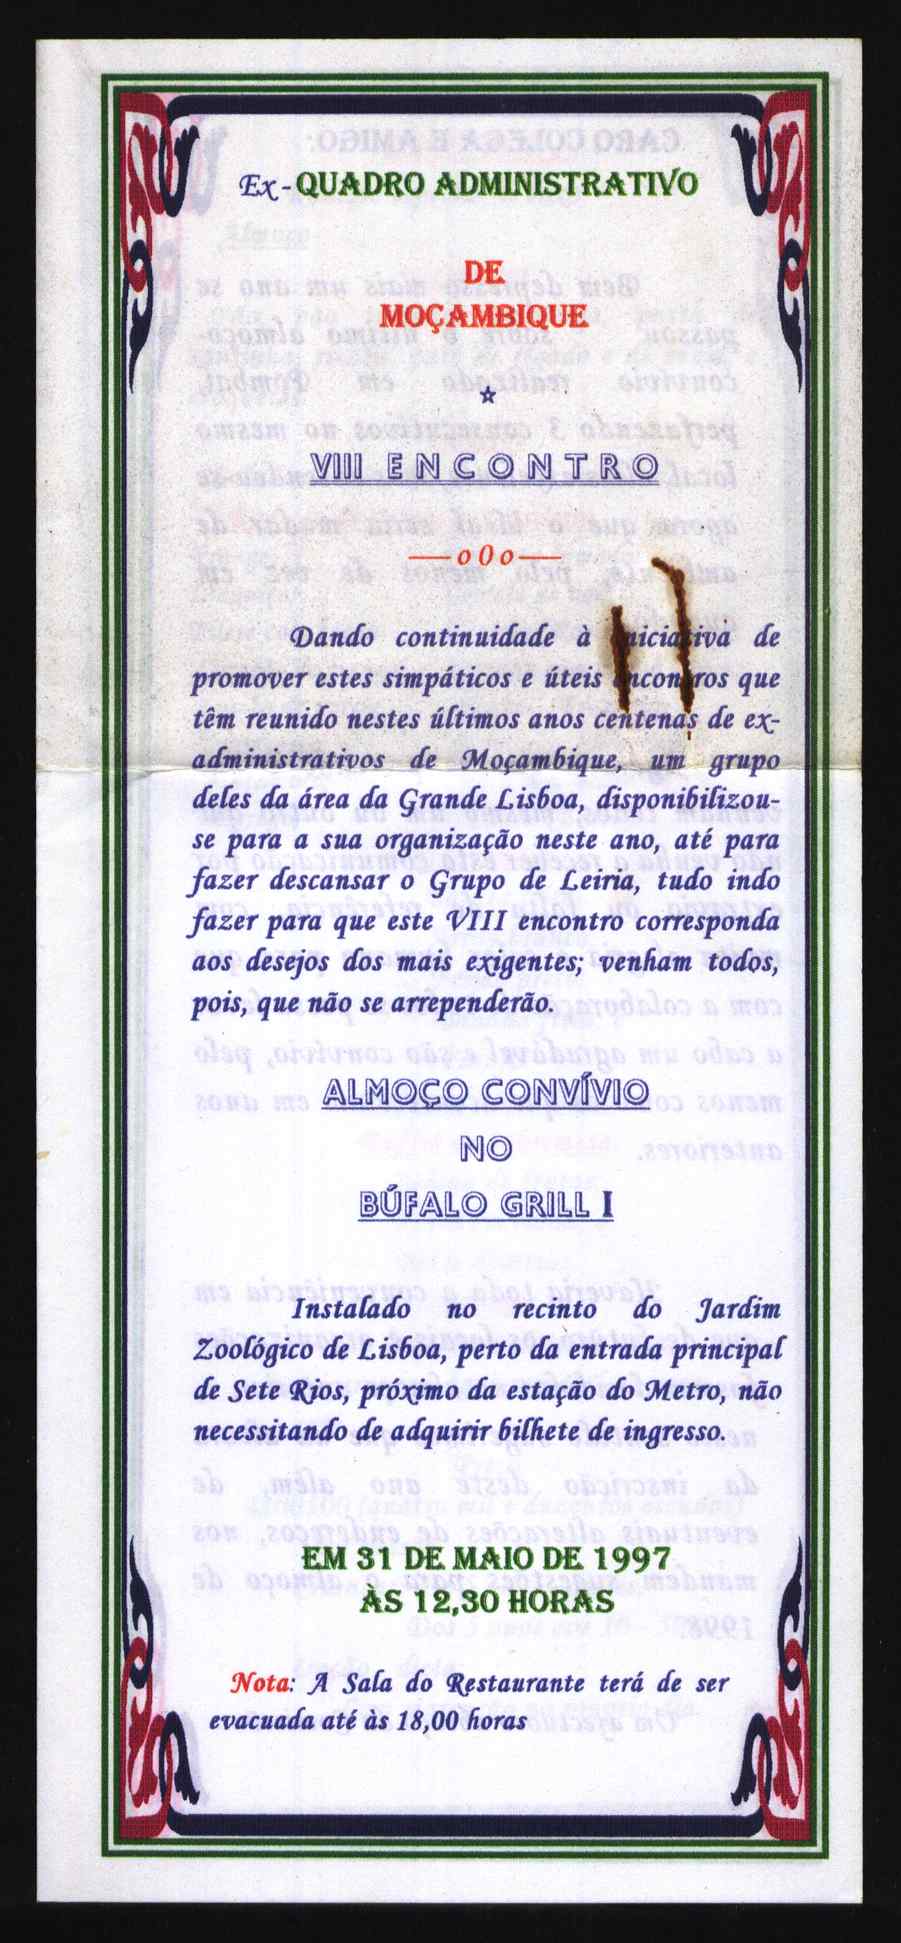 Ex-QUADRO ADMINISTRATIVO
DE
MOÇAMBIQUE
VIII ENCONTRO
—o0o—
Dando continuidade à iniciativa de
promover estes simpáticos e úteis encontros que
têm reunido nestes últimos anos centenas de ex-
administrativos de Moçambique, um grupo
deles da área da Grande Lisboa, disponibilizou-
se para a sua organização neste ano, até para
fazer descansar o Grupo de Leiria, tudo indo
fazer para que este VIII encontro corresponda
aos desejos dos mais exigentes; venham todos,
pois, que não se arrependerão.
ALMOÇO CONVÍVIO
NO
BÚFALO GRILL I
Instalado no recinto do Jardim
Zoológico de Lisboa, perto da entrada principal
de Sete Rios, próximo da estação do Metro, não
necessitando de adquirir bilhete de ingresso.
EM 31 DE MAIO DE 1997
ÀS 12,30 HORAS
Nota: A Sala do Restaurante terá de ser
evacuada até às 18,00 horas